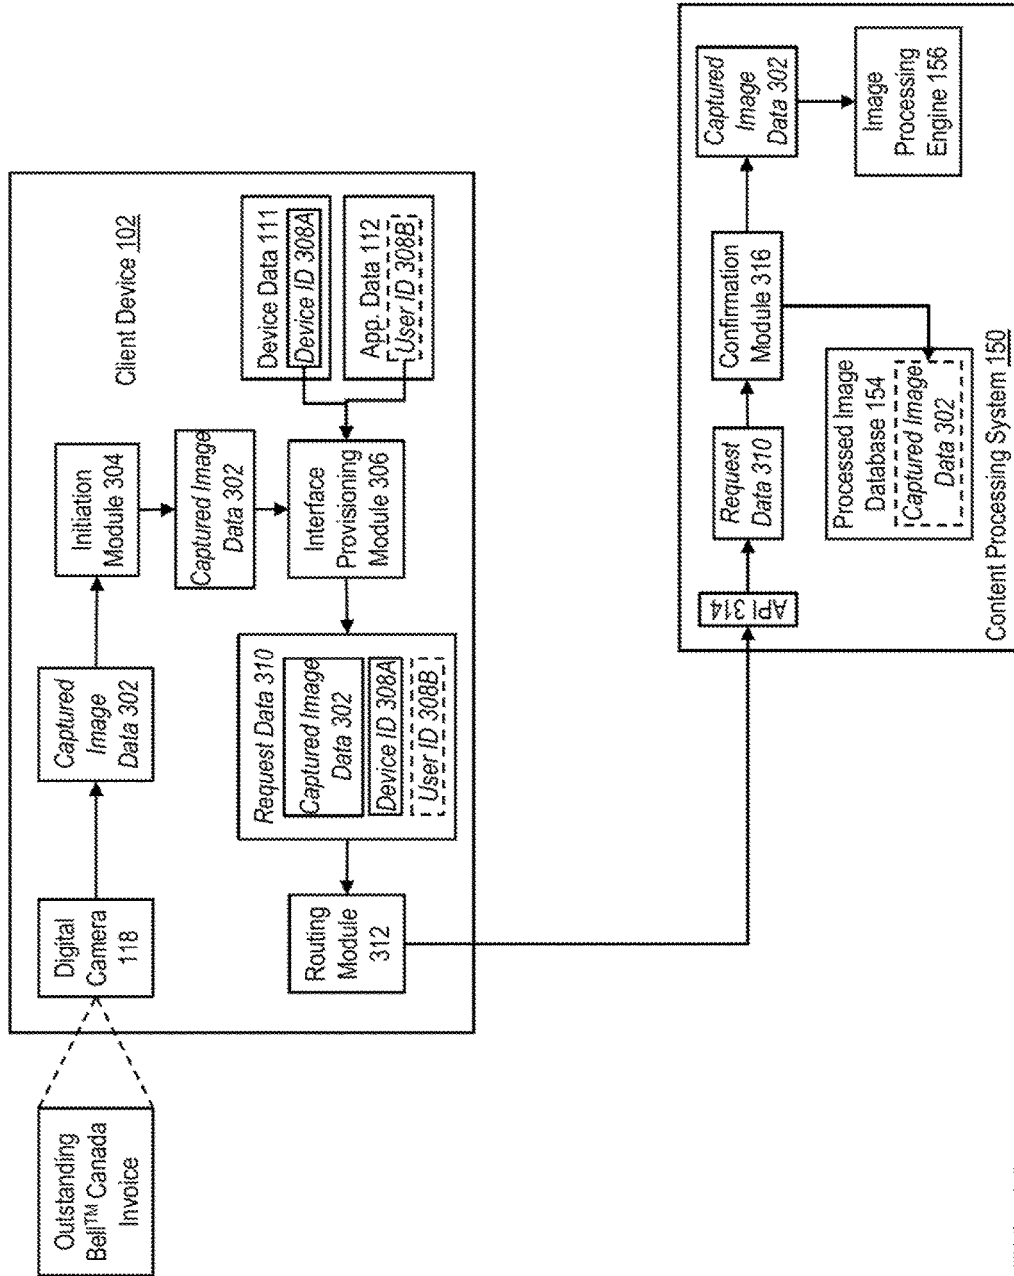 Outstanding
Bell™ Canada
Invoice
Client Device 102
Digital
Camera
118
Captured
Image
Data 302
Initiation
Module 304
Captured Image
Data 302
Device Data 111
Device ID 308A
App. Data 112
User ID 308B
Interface
Provisioning
Module 306
Request Data 310
Captured Image
Data 302
Device ID 308A
User ID 308B
Routing
Module
312
API 314
Request
Data 310
Confirmation
Module 316
Captured
Image
Data 302
Image
Processing
Engine 156
Processed Image
Database 154
Captured Image
Data 302
Content Processing System 150